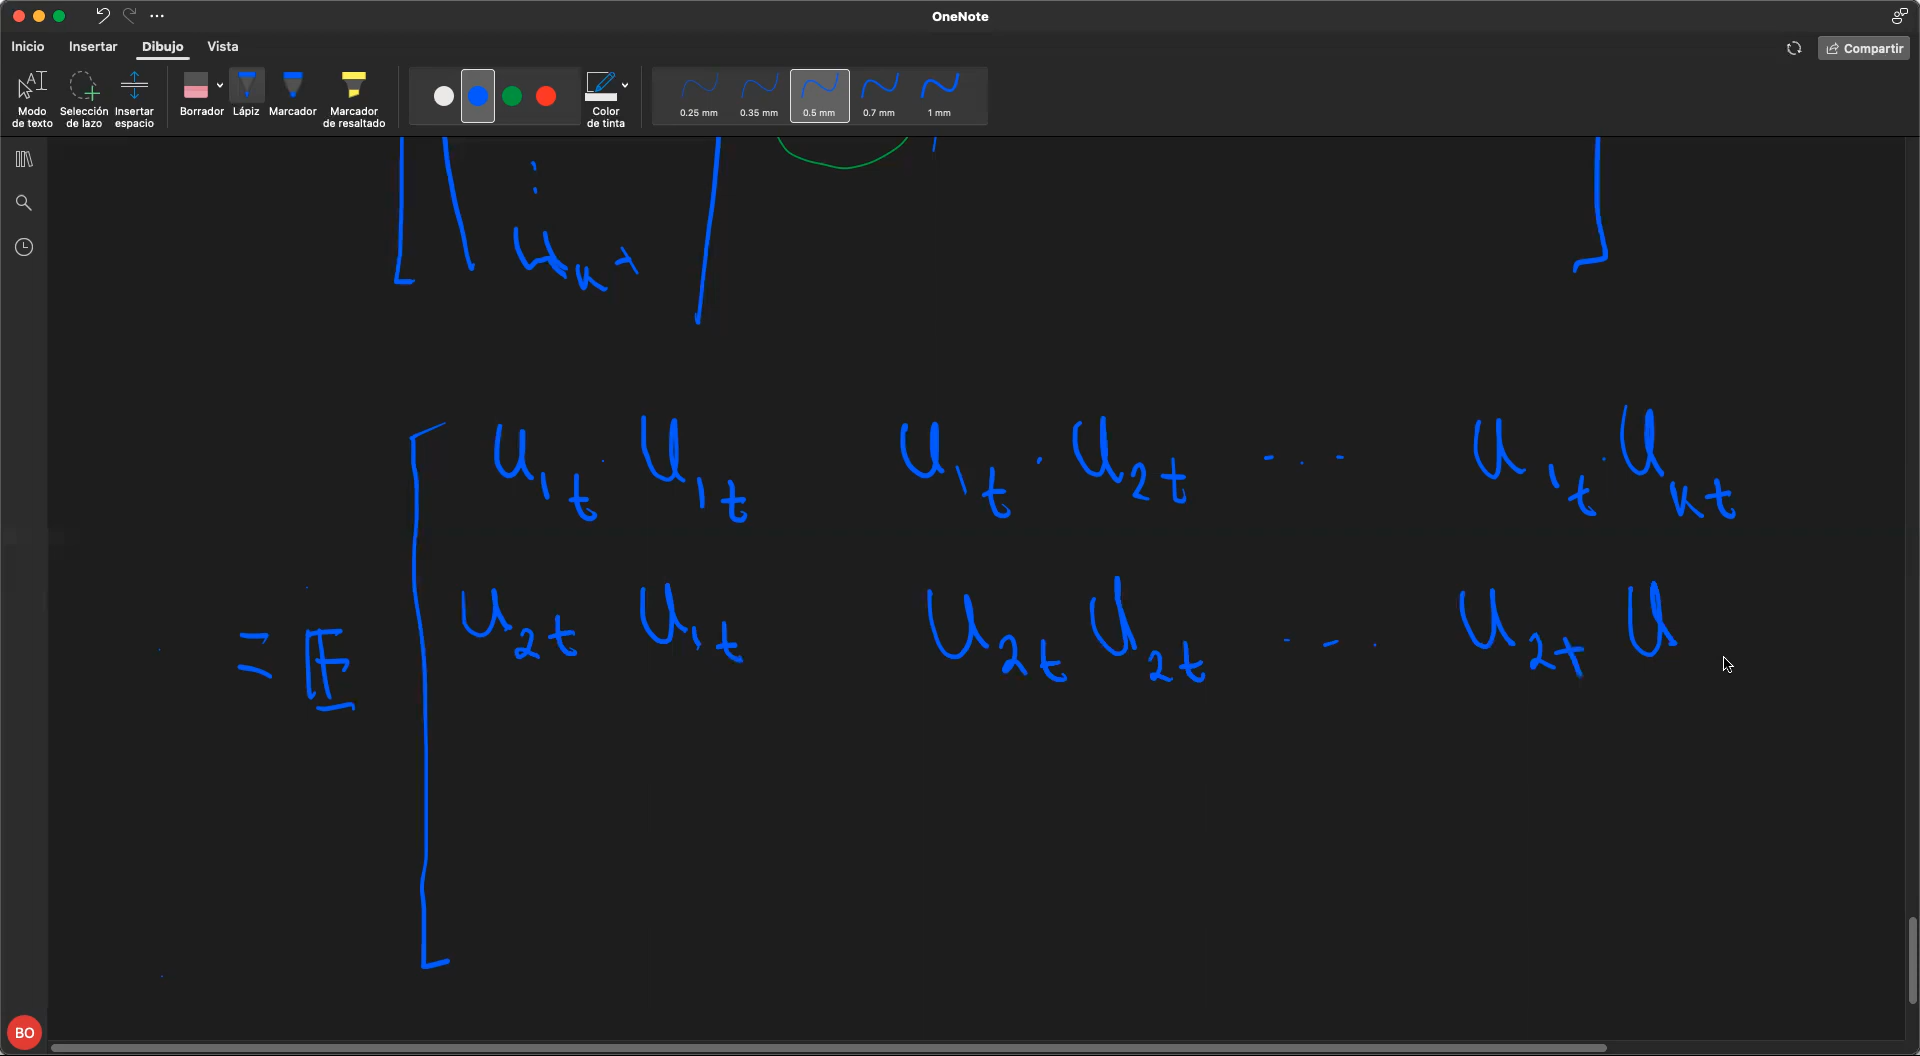 OneNote
Inicio Insertar Dibujo Vista Compartir
Modo de texto Selección de lazo Insertar espacio Borrador Lápiz Marcador Marcador de resaltado Color de tinta 0.25 mm 0.35 mm 0.5 mm 0.7 mm 1 mm
⋮
u_{kt}
u_{1t} · u_{1t} u_{1t} · u_{2t} ... u_{1t} · u_{kt}
= E u_{2t} u_{1t} u_{2t} u_{2t} ... u_{2t} u
BO